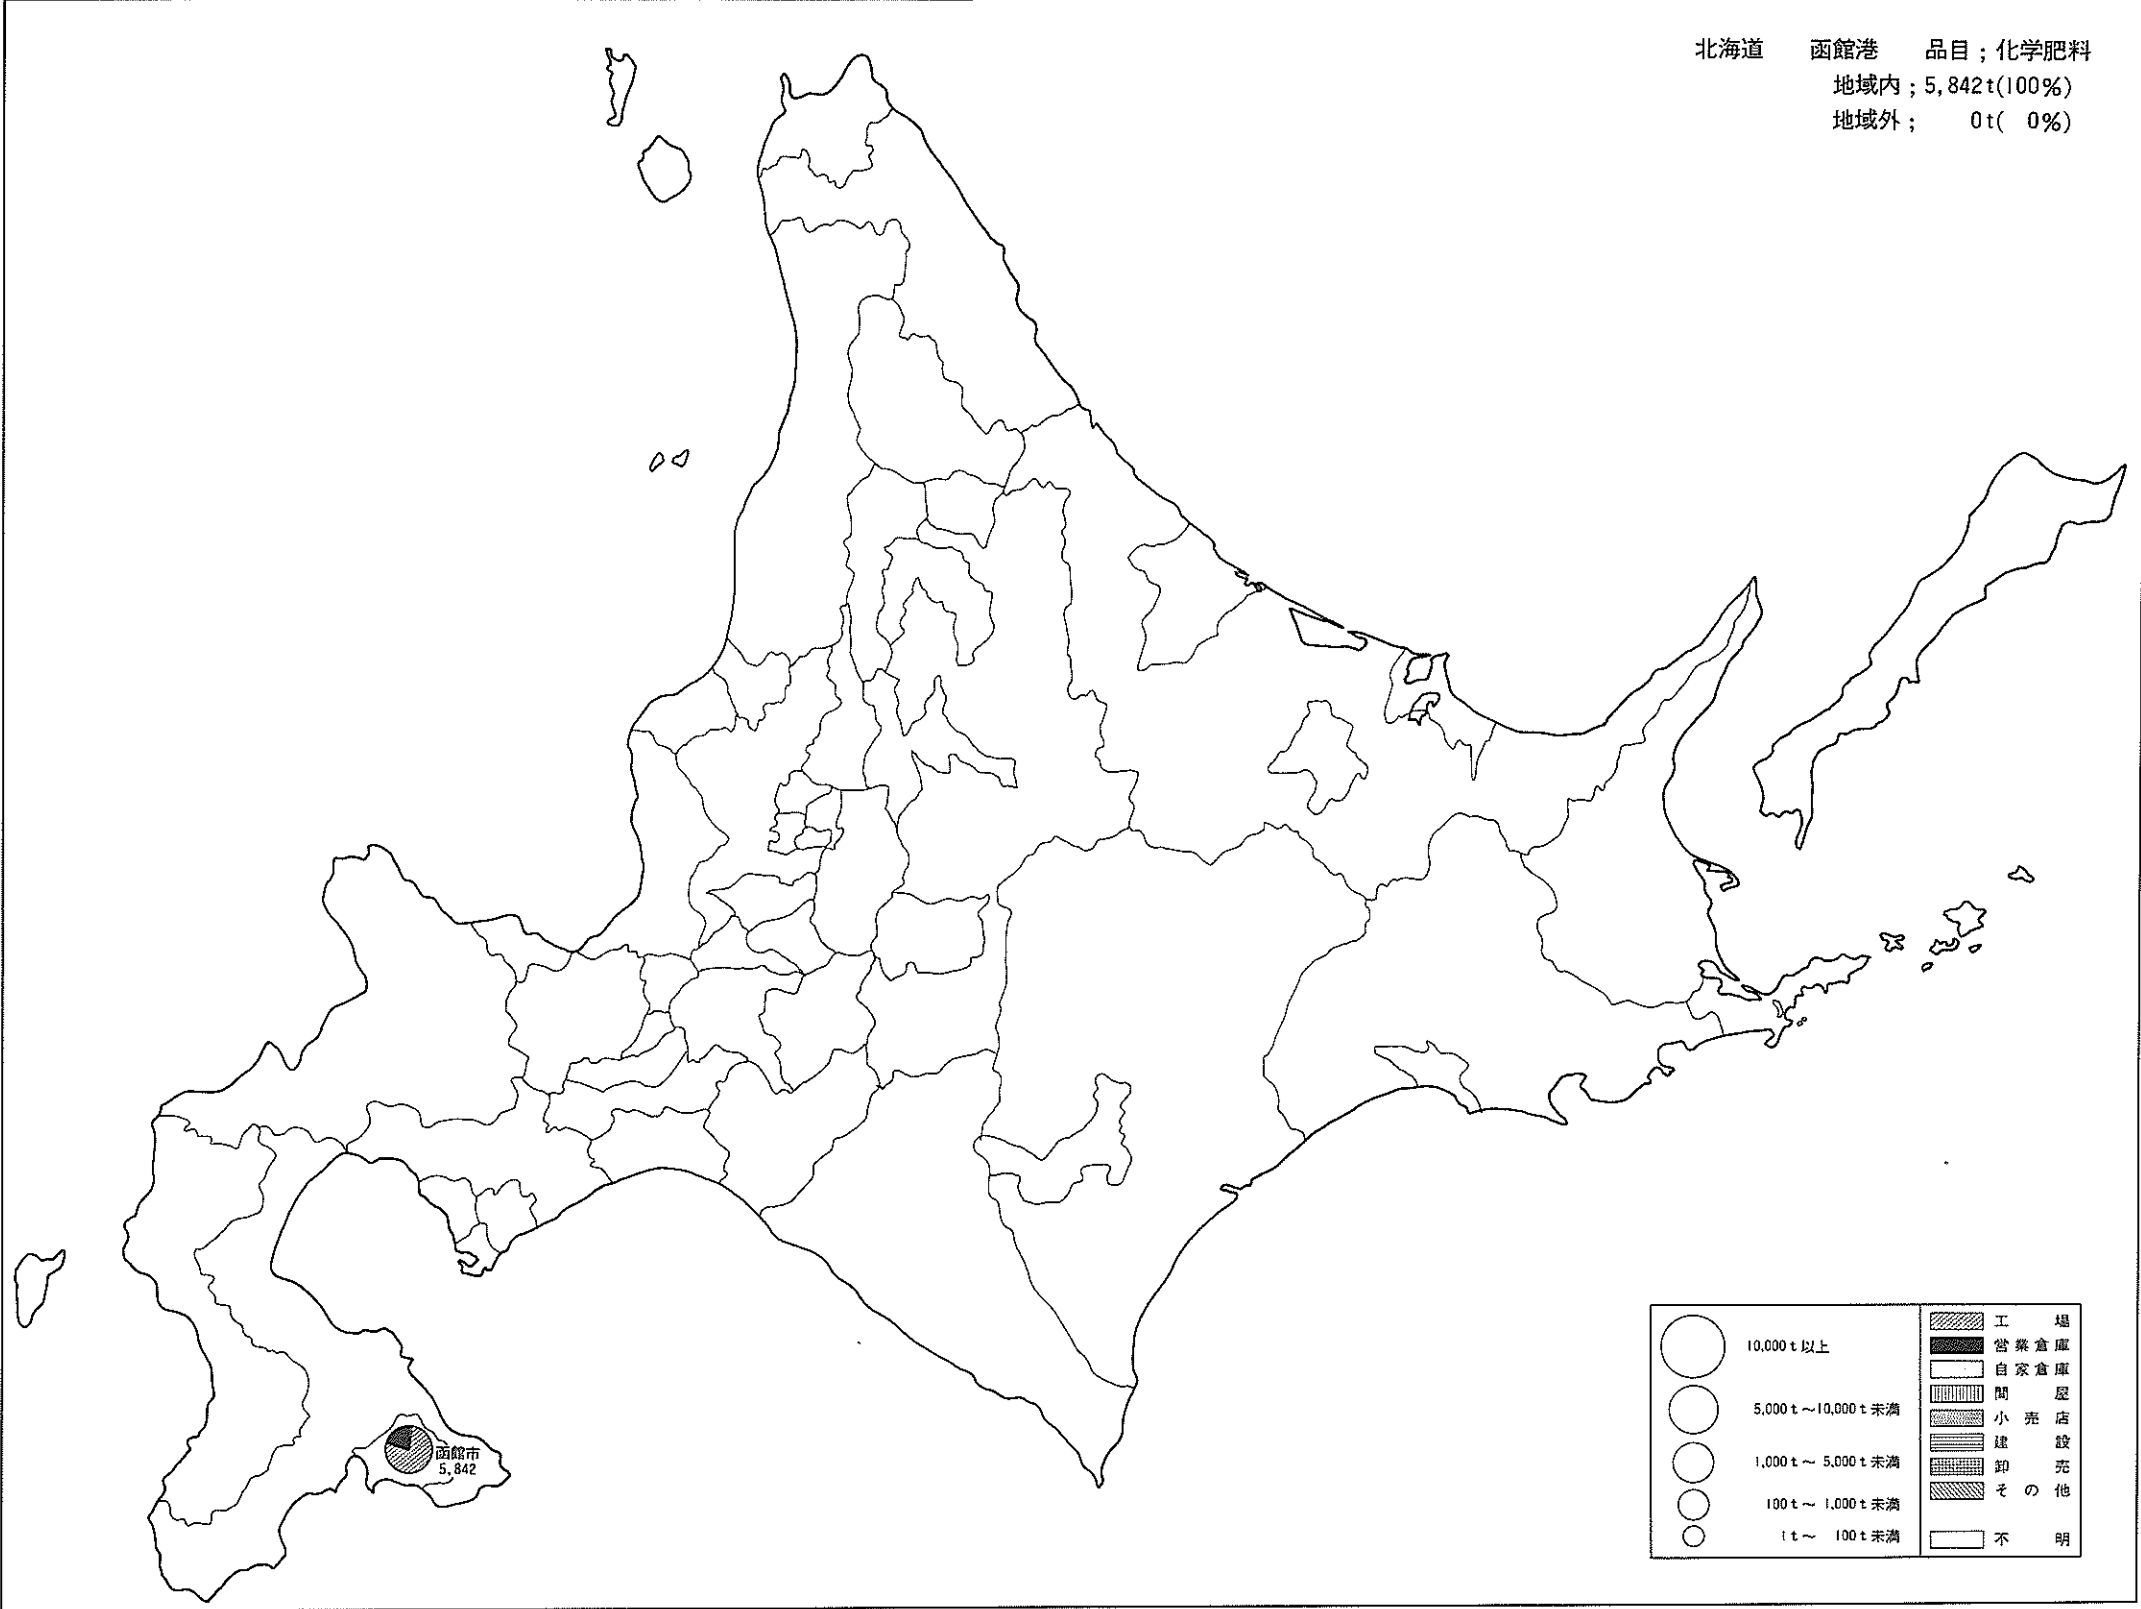 北海道 函館港 品目;化学肥料
地域内;5,842t(100%)
地域外; 0t( 0%)
函館市
5,842
10,000t以上
5,000t～10,000t未満
1,000t～ 5,000t未満
100t～ 1,000t未満
1t～ 100t未満
工場
営業倉庫
自家倉庫
問屋
小売店
建設
卸売
その他
不明